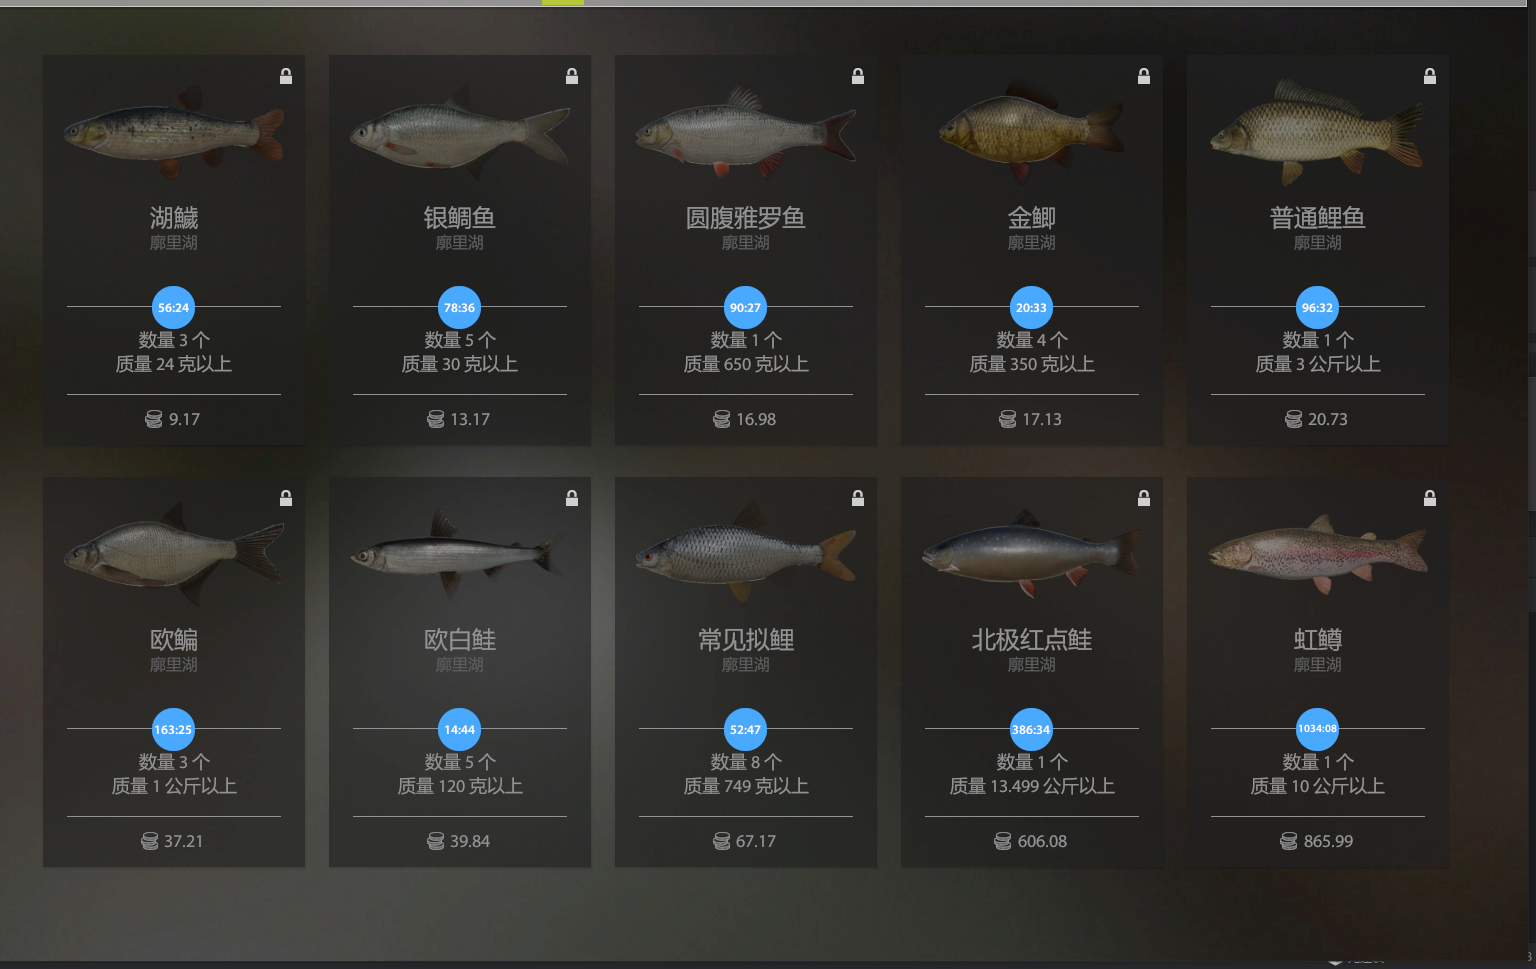 湖鱥
廓里湖
56:24
数量 3 个
质量 24 克以上
9.17
银鲷鱼
廓里湖
78:36
数量 5 个
质量 30 克以上
13.17
圆腹雅罗鱼
廓里湖
90:27
数量 1 个
质量 650 克以上
16.98
金鲫
廓里湖
20:33
数量 4 个
质量 350 克以上
17.13
普通鲤鱼
廓里湖
96:32
数量 1 个
质量 3 公斤以上
20.73
欧鳊
廓里湖
163:25
数量 3 个
质量 1 公斤以上
37.21
欧白鲑
廓里湖
14:44
数量 5 个
质量 120 克以上
39.84
常见拟鲤
廓里湖
52:47
数量 8 个
质量 749 克以上
67.17
北极红点鲑
廓里湖
386:34
数量 1 个
质量 13.499 公斤以上
606.08
虹鳟
廓里湖
1034:08
数量 1 个
质量 10 公斤以上
865.99